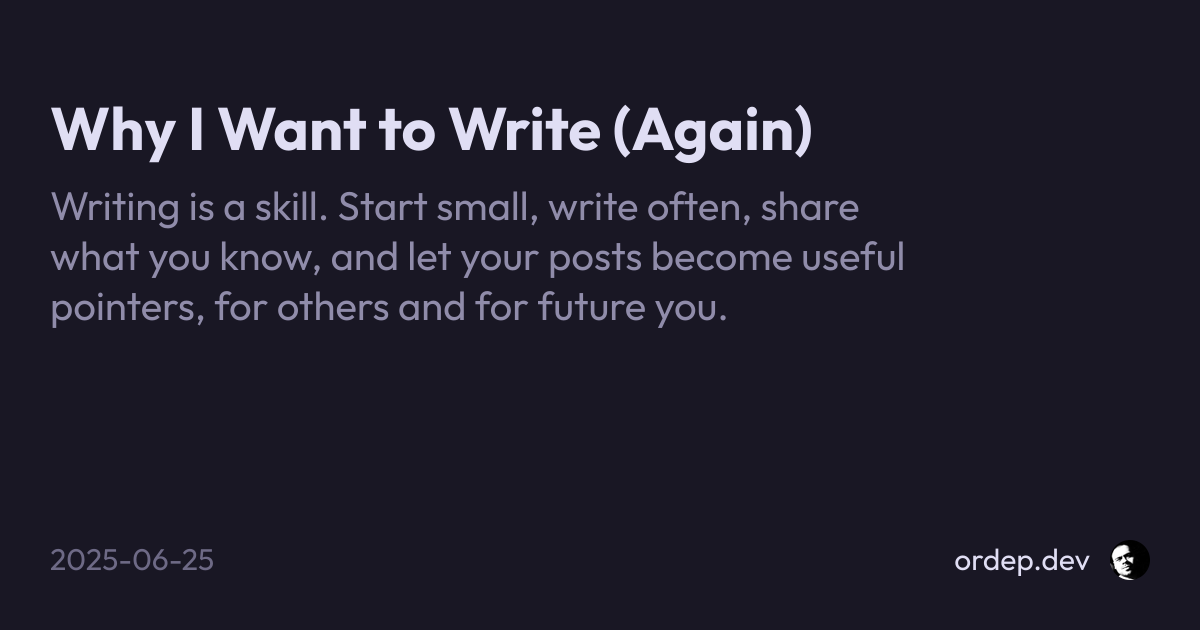 Why I Want to Write (Again)
Writing is a skill. Start small, write often, share
what you know, and let your posts become useful
pointers, for others and for future you.
2025-06-25
ordep.dev